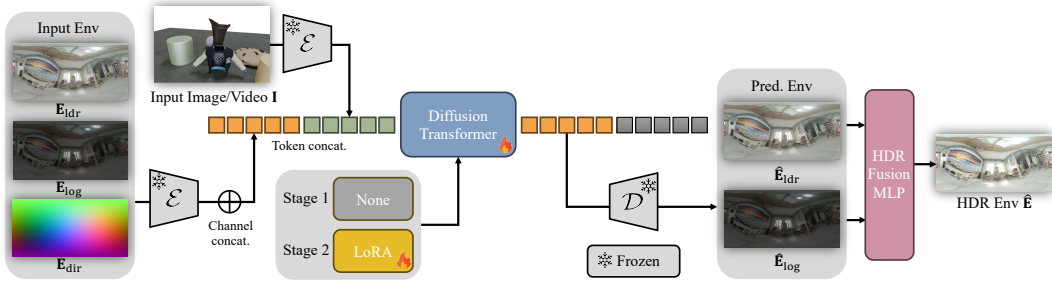 Input Env
E_ldr
E_log
E_dir
Input Image/Video I
ℰ
ℰ
Channel
concat.
Token concat.
Stage 1
None
Stage 2
LoRA
Diffusion
Transformer
𝒟
Frozen
Pred. Env
Ê_ldr
Ê_log
HDR
Fusion
MLP
HDR Env Ê